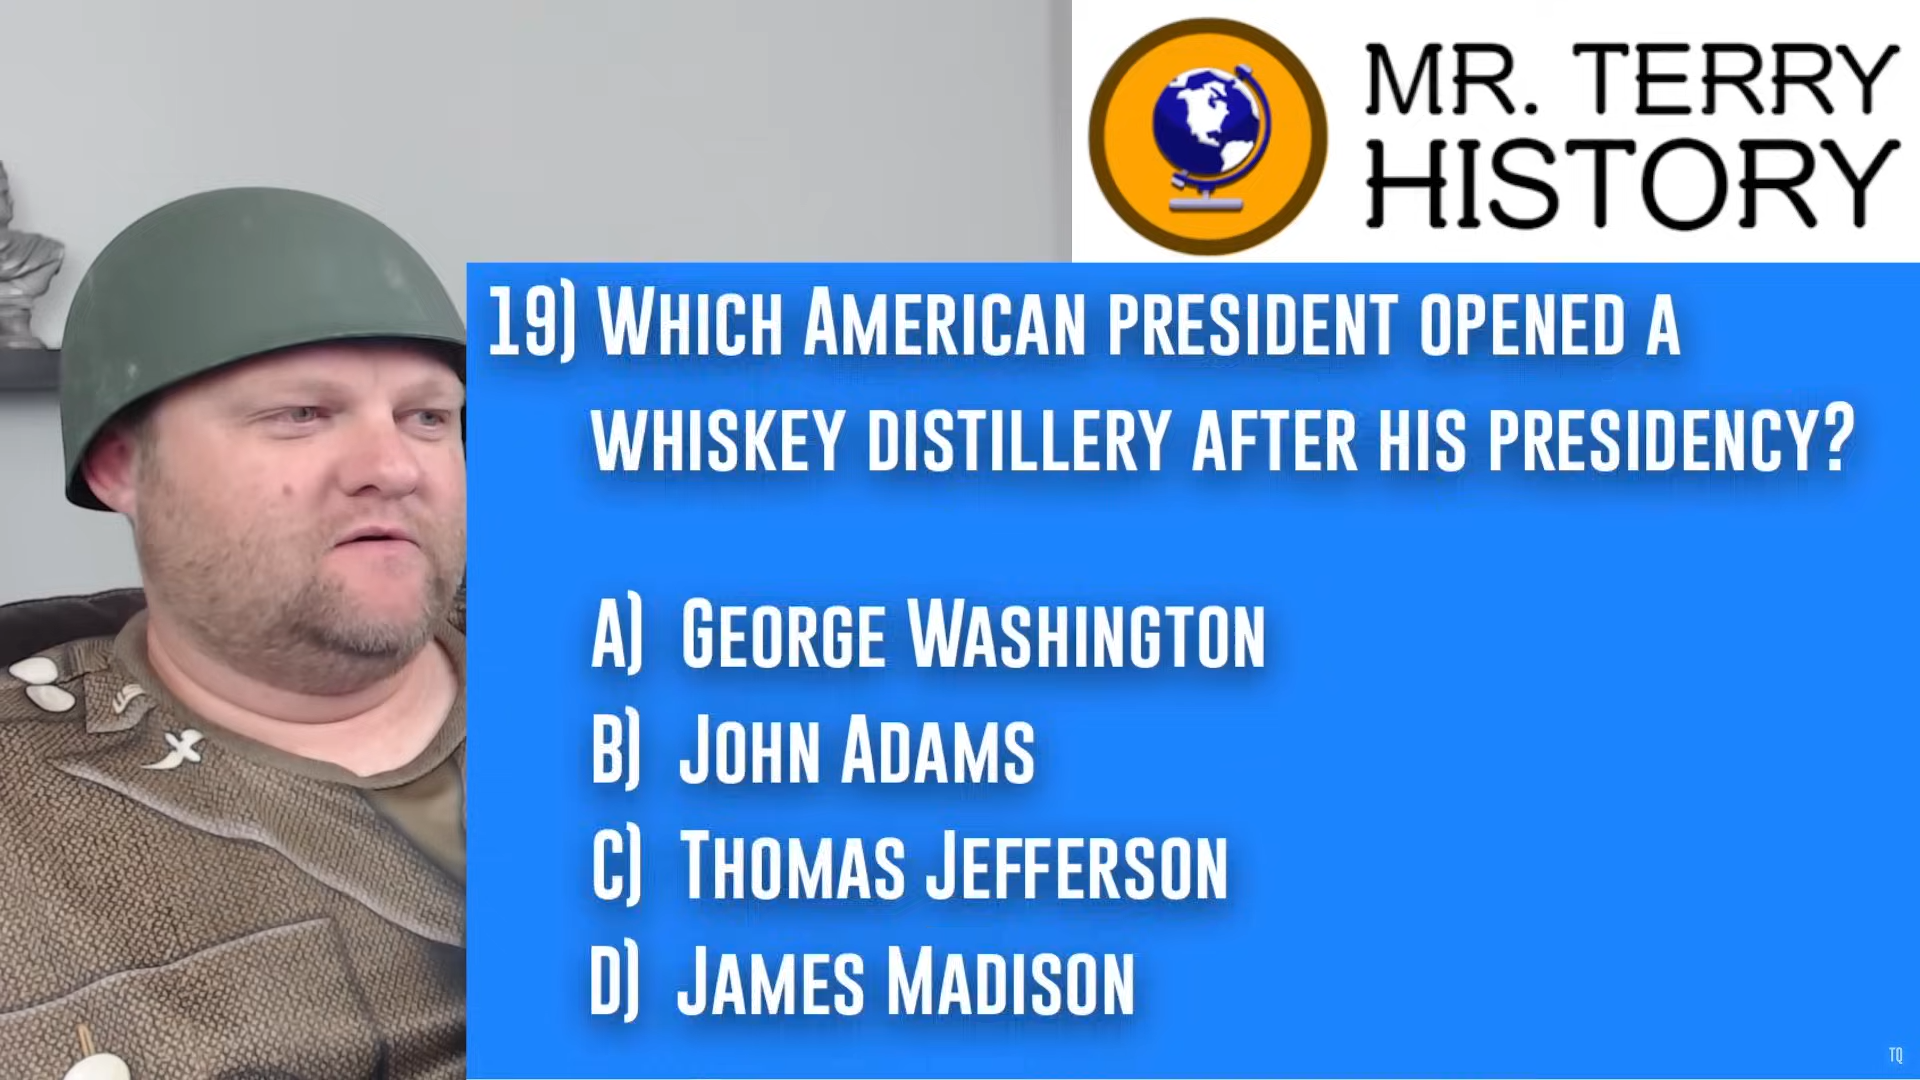 MR. TERRY
HISTORY
19) WHICH AMERICAN PRESIDENT OPENED A
WHISKEY DISTILLERY AFTER HIS PRESIDENCY?
A) GEORGE WASHINGTON
B) JOHN ADAMS
C) THOMAS JEFFERSON
D) JAMES MADISON
TQ